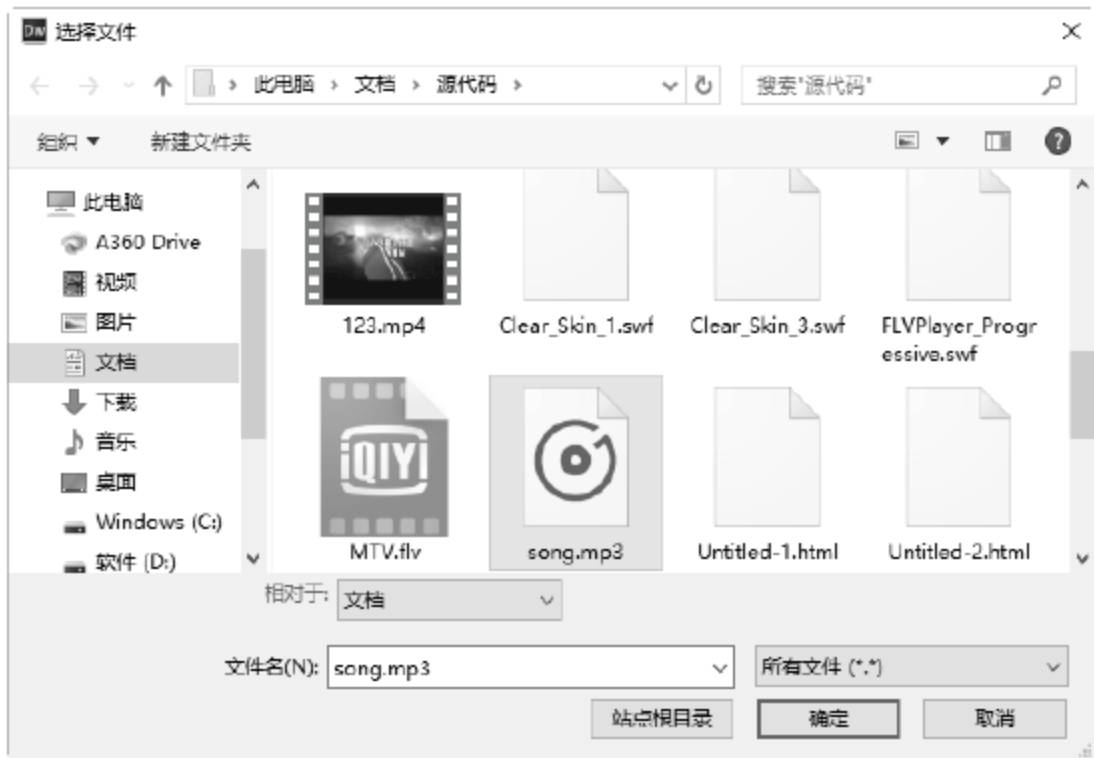 Dw 选择文件
此电脑 › 文档 › 源代码 ›
搜索"源代码"
组织
新建文件夹
此电脑
A360 Drive
视频
图片
文档
下载
音乐
桌面
Windows (C:)
软件 (D:)
123.mp4
Clear_Skin_1.swf
Clear_Skin_3.swf
FLVPlayer_Progr
essive.swf
iQIYI
MTV.flv
song.mp3
Untitled-1.html
Untitled-2.html
相对于:
文档
文件名(N):
song.mp3
所有文件 (*.*)
站点根目录
确定
取消